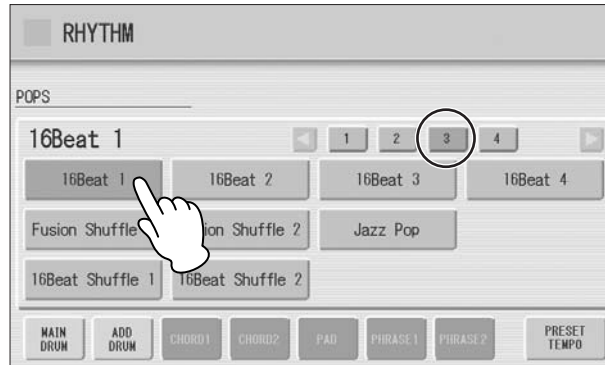 RHYTHM
POPS
16Beat 1 1 2 3 4
16Beat 1 16Beat 2 16Beat 3 16Beat 4
Fusion Shuffle Shuffle 2 Jazz Pop
16Beat Shuffle 1 16Beat Shuffle 2
MAIN DRUM ADD DRUM CHORD1 CHORD2 PAD PHRASE1 PHRASE2 PRESET TEMPO